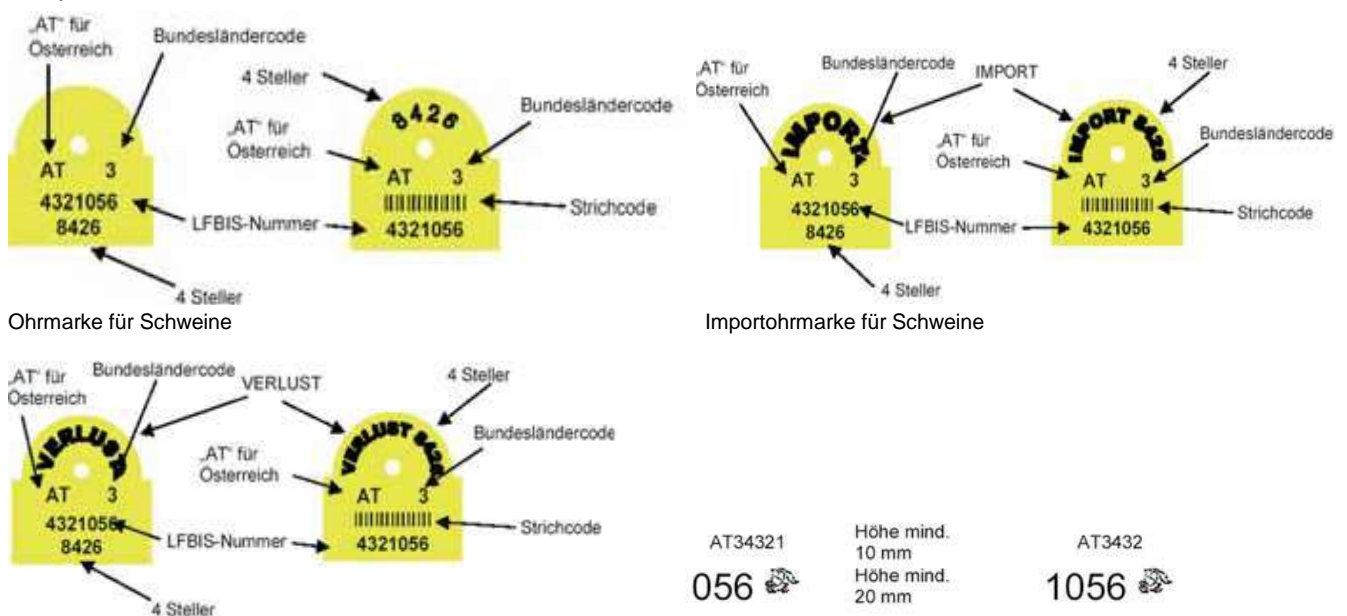 „AT“ für
Österreich
Bundesländercode
4 Steller
„AT“ für
Österreich
Bundesländercode
8426
AT 3
4321056
8426
AT 3
4321056
LFBIS-Nummer
Strichcode
4 Steller
Ohrmarke für Schweine
„AT“ für
Österreich
Bundesländercode
IMPORT
4 Steller
„AT“ für
Österreich
Bundesländercode
IMPORT
IMPORT 8426
AT 3
4321056
8426
AT 3
4321056
LFBIS-Nummer
Strichcode
4 Steller
Importohrmarke für Schweine
„AT“ für
Österreich
Bundesländercode
VERLUST
4 Steller
„AT“ für
Österreich
Bundesländercode
VERLUST
VERLUST 8426
AT 3
4321056
8426
AT 3
4321056
LFBIS-Nummer
Strichcode
4 Steller
AT34321
056
Höhe mind.
10 mm
Höhe mind.
20 mm
AT3432
1056